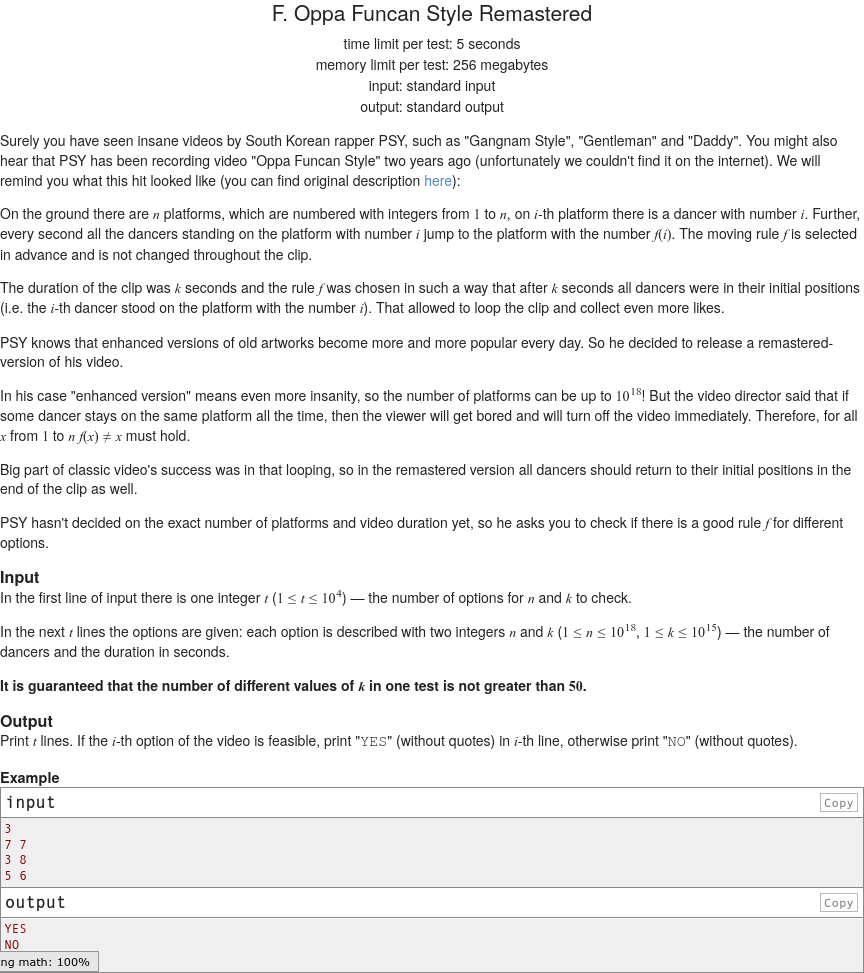 F. Oppa Funcan Style Remastered
time limit per test: 5 seconds
memory limit per test: 256 megabytes
input: standard input
output: standard output
Surely you have seen insane videos by South Korean rapper PSY, such as "Gangnam Style", "Gentleman" and "Daddy". You might also
hear that PSY has been recording video "Oppa Funcan Style" two years ago (unfortunately we couldn't find it on the internet). We will
remind you what this hit looked like (you can find original description here):
On the ground there are n platforms, which are numbered with integers from 1 to n, on i-th platform there is a dancer with number i. Further,
every second all the dancers standing on the platform with number i jump to the platform with the number f(i). The moving rule f is selected
in advance and is not changed throughout the clip.
The duration of the clip was k seconds and the rule f was chosen in such a way that after k seconds all dancers were in their initial positions
(i.e. the i-th dancer stood on the platform with the number i). That allowed to loop the clip and collect even more likes.
PSY knows that enhanced versions of old artworks become more and more popular every day. So he decided to release a remastered-
version of his video.
In his case "enhanced version" means even more insanity, so the number of platforms can be up to 10^18! But the video director said that if
some dancer stays on the same platform all the time, then the viewer will get bored and will turn off the video immediately. Therefore, for all
x from 1 to n f(x) ≠ x must hold.
Big part of classic video's success was in that looping, so in the remastered version all dancers should return to their initial positions in the
end of the clip as well.
PSY hasn't decided on the exact number of platforms and video duration yet, so he asks you to check if there is a good rule f for different
options.
Input
In the first line of input there is one integer t (1 ≤ t ≤ 10^4) — the number of options for n and k to check.
In the next t lines the options are given: each option is described with two integers n and k (1 ≤ n ≤ 10^18, 1 ≤ k ≤ 10^15) — the number of
dancers and the duration in seconds.
It is guaranteed that the number of different values of k in one test is not greater than 50.
Output
Print t lines. If the i-th option of the video is feasible, print "YES" (without quotes) in i-th line, otherwise print "NO" (without quotes).
Example
input
Copy
3
7 7
3 8
5 6
output
Copy
YES
NO
ng math: 100%